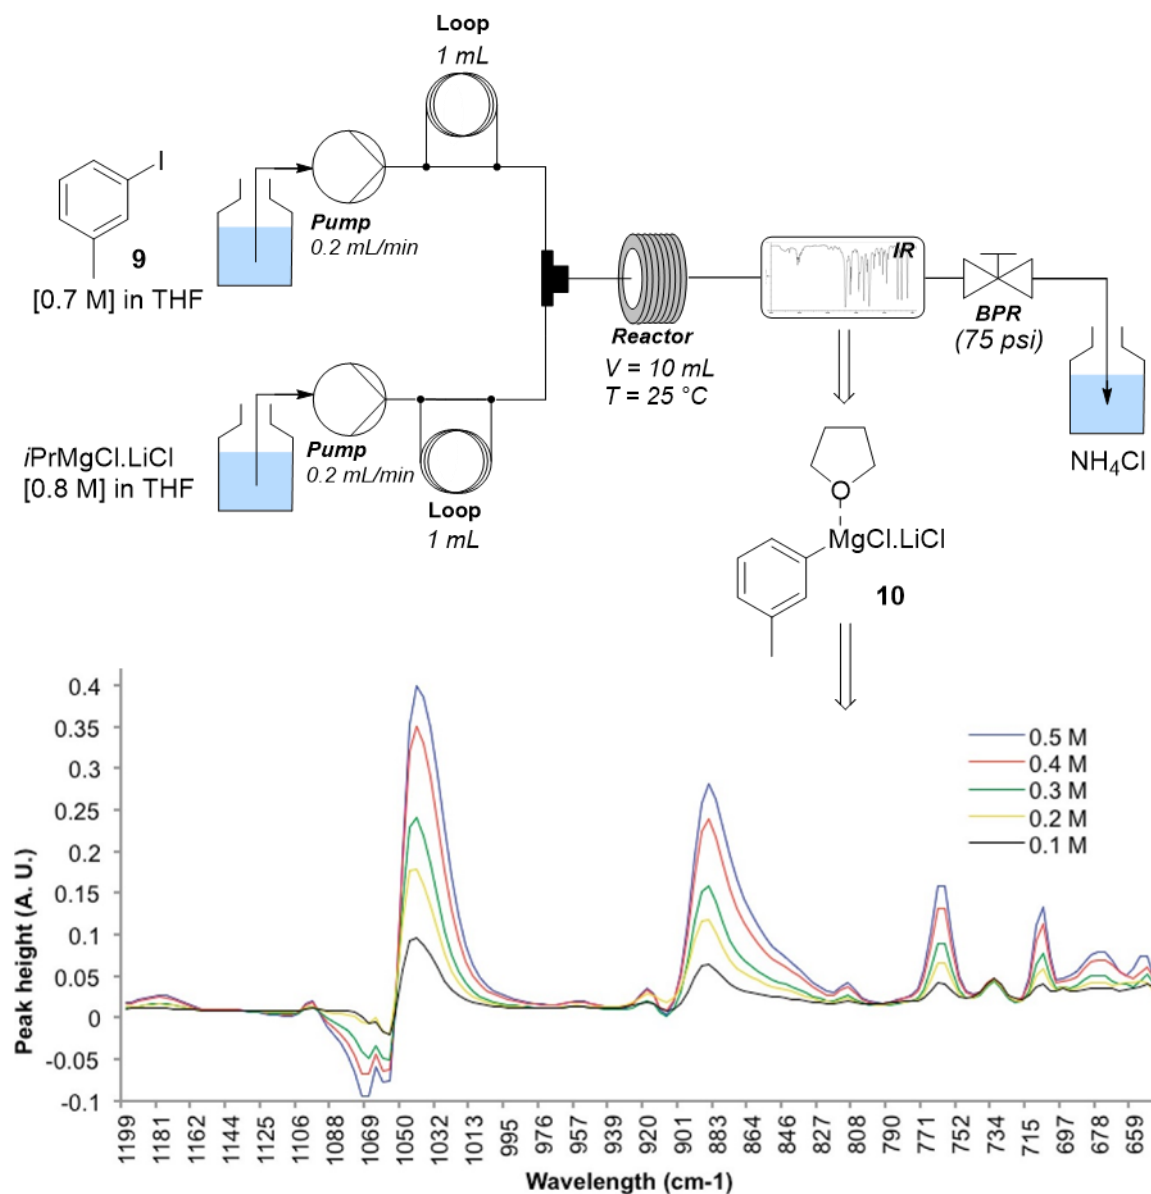 Loop
1 mL
I
9
[0.7 M] in THF
Pump
0.2 mL/min
IR
Reactor
V = 10 mL
T = 25 °C
BPR
(75 psi)
iPrMgCl.LiCl
[0.8 M] in THF
Pump
0.2 mL/min
Loop
1 mL
NH4Cl
O
MgCl.LiCl
10
0.4
0.35
0.3
0.25
0.2
0.15
0.1
0.05
0
-0.05
-0.1
Peak height (A. U.)
0.5 M
0.4 M
0.3 M
0.2 M
0.1 M
1199
1181
1162
1144
1125
1106
1088
1069
1050
1032
1013
995
976
957
939
920
901
883
864
846
827
808
790
771
752
734
715
697
678
659
Wavelength (cm-1)